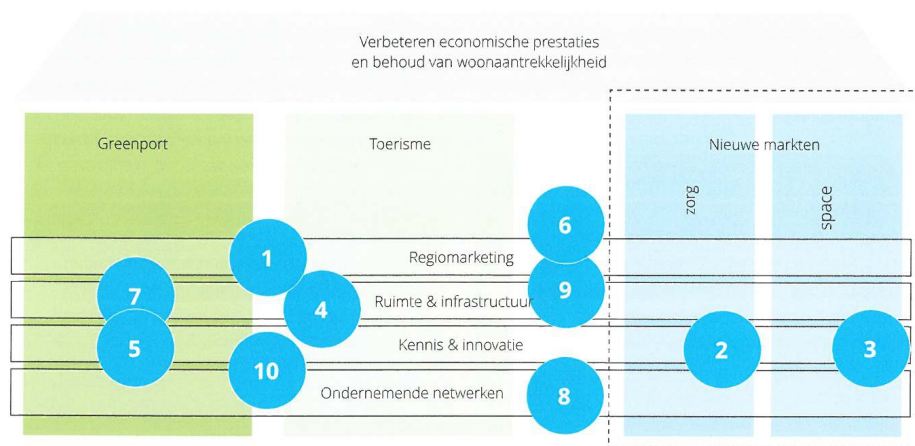 Verbeteren economische prestaties
en behoud van woonaantrekkelijkheid
Greenport
Toerisme
Nieuwe markten
zorg
space
6
1
Regiomarketing
7
4
Ruimte & infrastructuur
9
5
Kennis & innovatie
2
3
10
Ondernemende netwerken
8